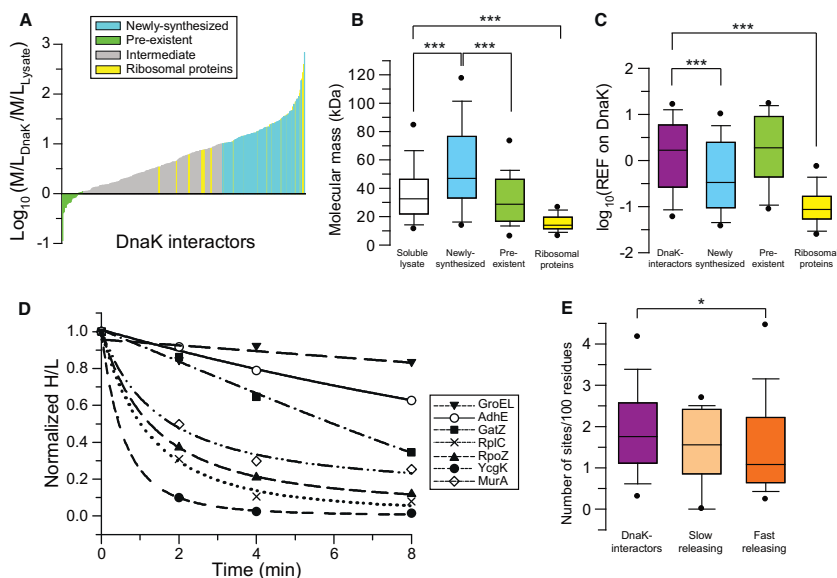 A
Newly-synthesized
Pre-existent
Intermediate
Ribosomal proteins
Log10 (M/LDnaK /M/LLysate)
3
2
1
0
-1
DnaK interactors
B
Molecular mass (kDa)
140
120
100
80
60
40
20
0
***
***
***
Soluble lysate
Newly-synthesized
Pre-existent
Ribosomal proteins
C
log10(REF on DnaK)
2
1
0
-1
-2
***
***
DnaK-interactors
Newly synthesized
Pre-existent
Ribosoma proteins
D
Normalized H/L
1.0
0.8
0.6
0.4
0.2
0.0
0
2
4
6
8
Time (min)
GroEL
AdhE
GatZ
RplC
RpoZ
YcgK
MurA
E
Number of sites/100 residues
4
3
2
1
0
*
DnaK-interactors
Slow releasing
Fast releasing